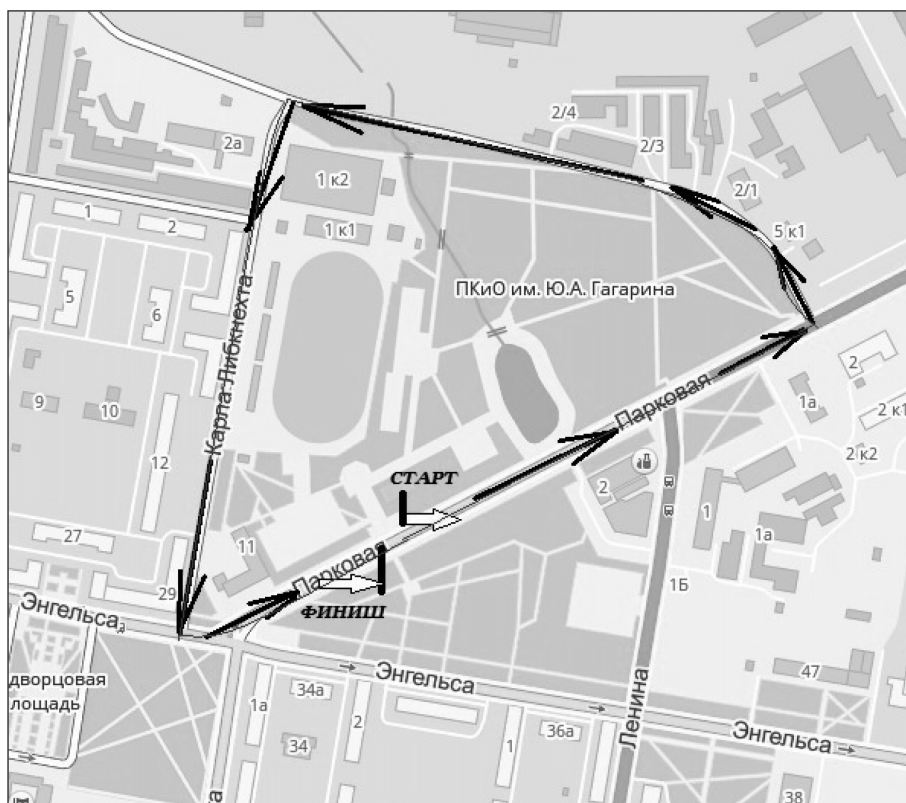 2/4
2/3
2а
2/1
1 к2
1
2
1 к1
5 к1
5
6
ПКиО им. Ю.А. Гагарина
Карла-Либкнехта
2
9
10
1а
Парковая
2 к1
12
2 к2
СТАРТ
2
1
27
11
1а
Парковая
29
1Б
Энгельса
ФИНИШ
Энгельса
47
дворцовая
лощадь
34а
1а
2
Ленина
36а
34
1
Энгельса
38